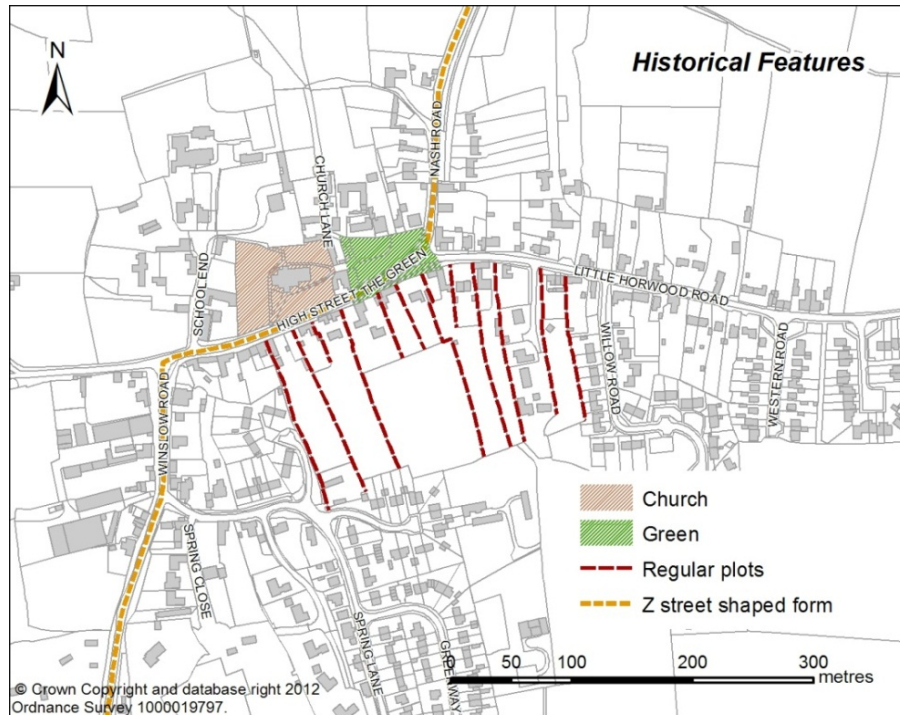 Historical Features
N
NASH ROAD
CHURCH LANE
SCHOOL END
HIGH STREET
THE GREEN
LITTLE HORWOOD ROAD
WINSLOW ROAD
WILLOW ROAD
WESTERN ROAD
SPRING CLOSE
SPRING LANE
GREENWAY
Church
Green
Regular plots
Z street shaped form
0 50 100 200 300
metres
© Crown Copyright and database right 2012
Ordnance Survey 1000019797.